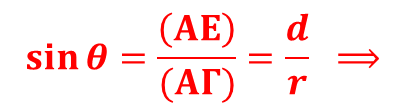 sin θ = (ΑΕ)/(ΑΓ) = d/r ⟹